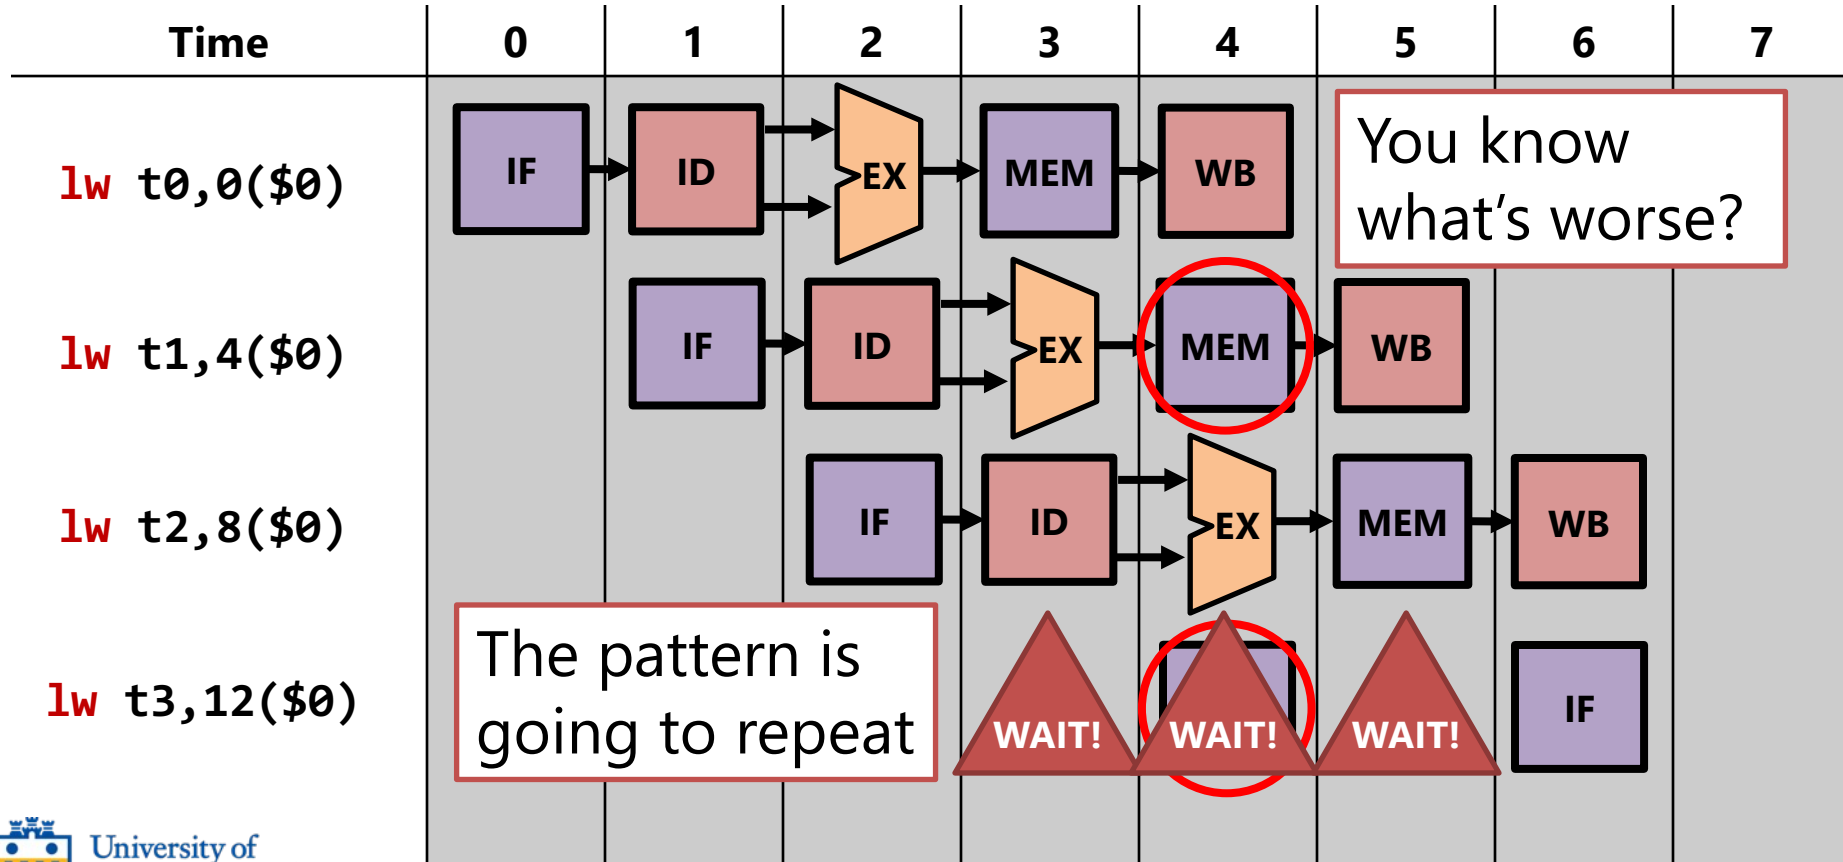 Time 0 1 2 3 4 5 6 7
lw t0,0($0) IF ID EX MEM WB
You know
what's worse?
lw t1,4($0) IF ID EX MEM WB
lw t2,8($0) IF ID EX MEM WB
The pattern is
going to repeat
lw t3,12($0) WAIT! WAIT! WAIT! IF
University of